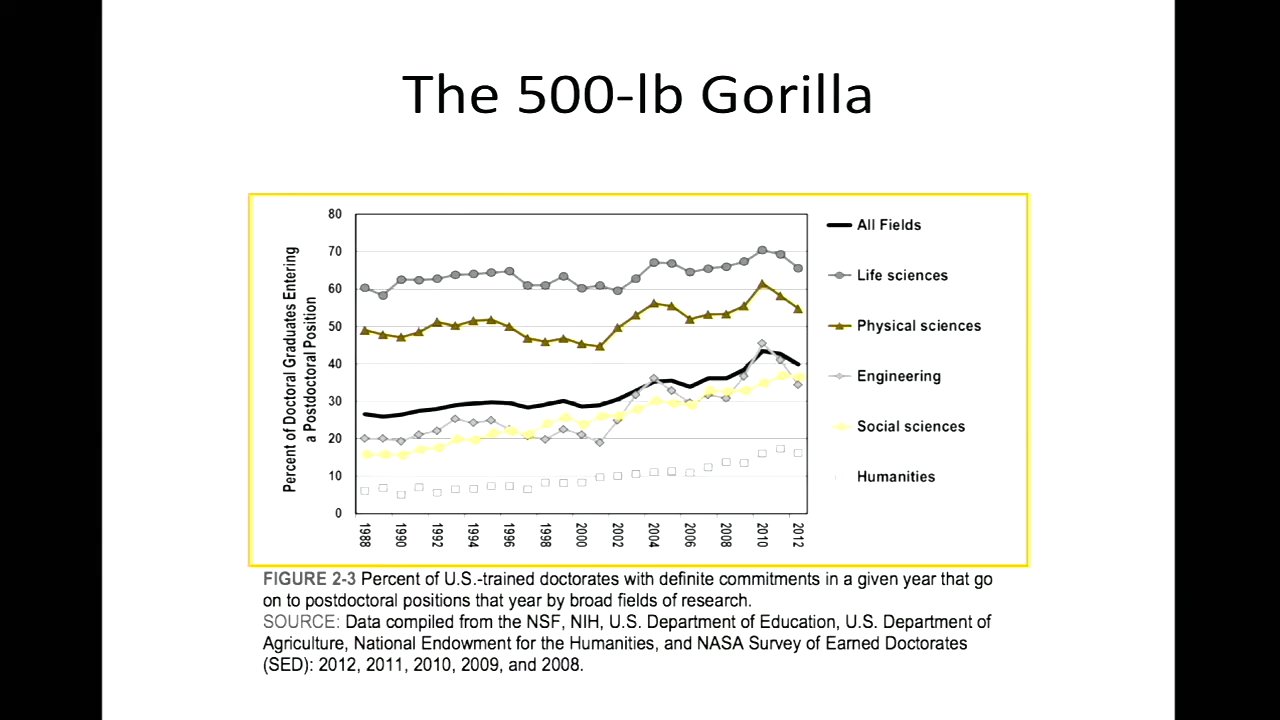 The 500-lb Gorilla
Percent of Doctoral Graduates Entering
a Postdoctoral Position
80
70
60
50
40
30
20
10
0
1988
1990
1992
1994
1996
1998
2000
2002
2004
2006
2008
2010
2012
All Fields
Life sciences
Physical sciences
Engineering
Social sciences
Humanities
FIGURE 2-3 Percent of U.S.-trained doctorates with definite commitments in a given year that go
on to postdoctoral positions that year by broad fields of research.
SOURCE: Data compiled from the NSF, NIH, U.S. Department of Education, U.S. Department of
Agriculture, National Endowment for the Humanities, and NASA Survey of Earned Doctorates
(SED): 2012, 2011, 2010, 2009, and 2008.